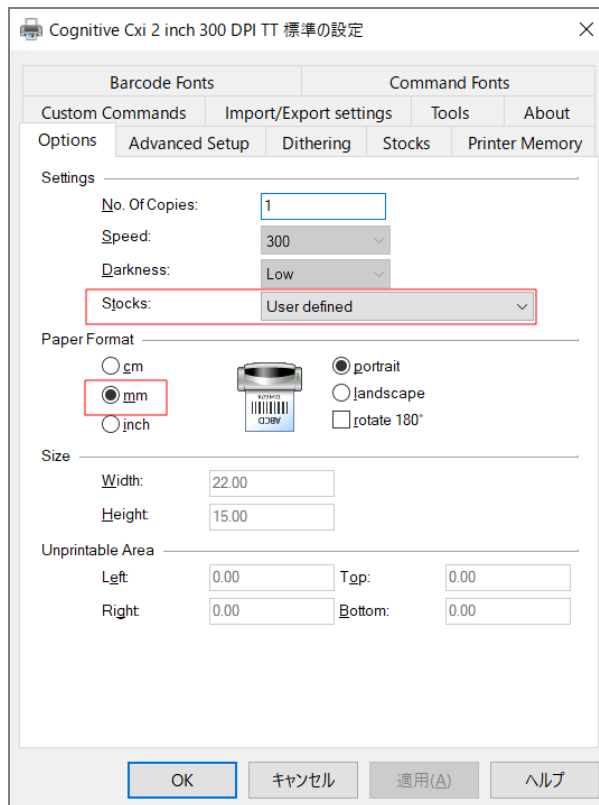 Cognitive Cxi 2 inch 300 DPI TT 標準の設定
Barcode Fonts Command Fonts
Custom Commands Import/Export settings Tools About
Options Advanced Setup Dithering Stocks Printer Memory
Settings
No. Of Copies: 1
Speed: 300
Darkness: Low
Stocks: User defined
Paper Format
cm portrait
mm landscape
inch rotate 180°
ABCD
12345678
Size
Width: 22.00
Height: 15.00
Unprintable Area
Left: 0.00 Top: 0.00
Right: 0.00 Bottom: 0.00
OK キャンセル 適用(A) ヘルプ